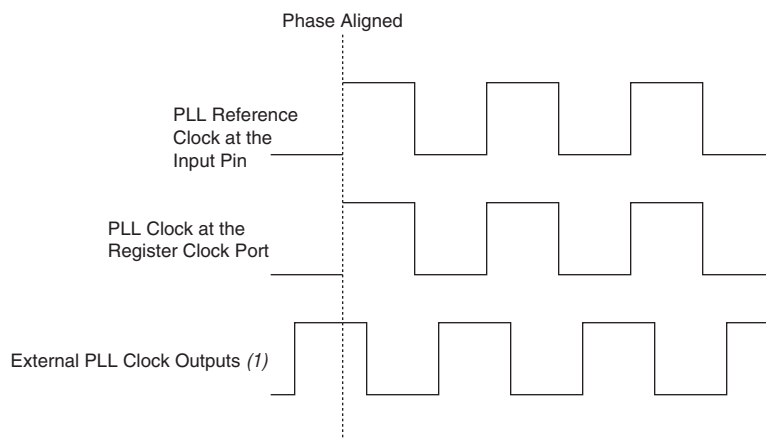 Phase Aligned
PLL Reference
Clock at the
Input Pin
PLL Clock at the
Register Clock Port
External PLL Clock Outputs (1)